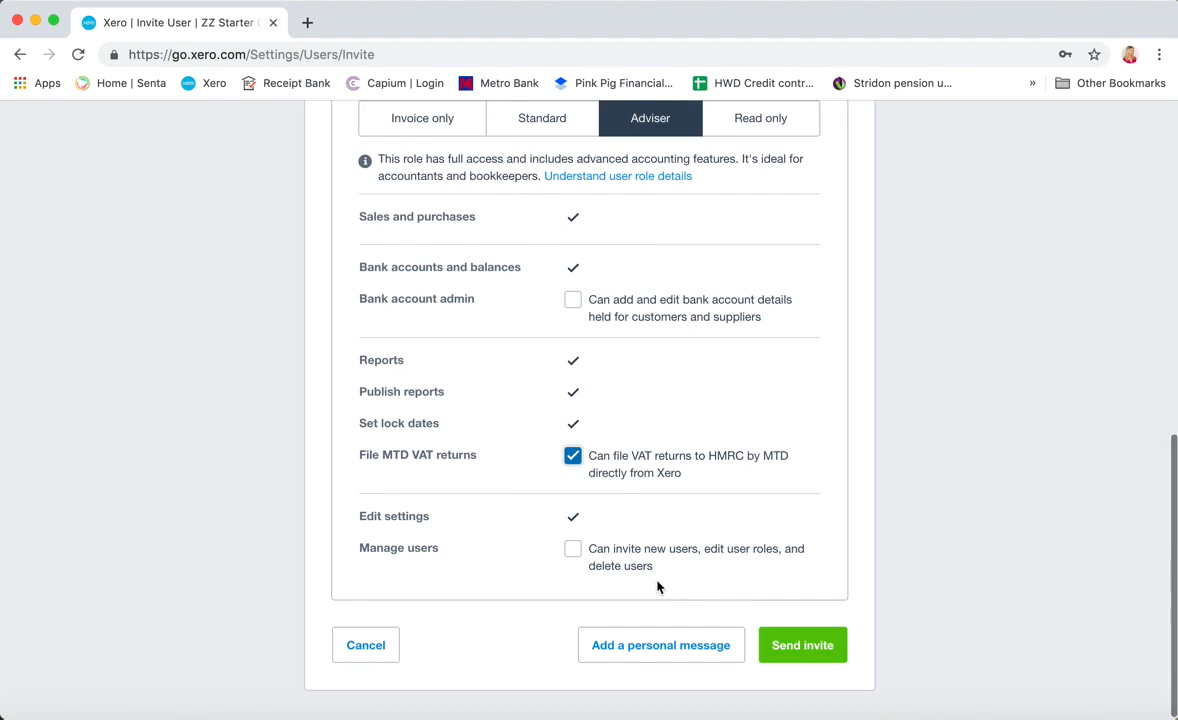 Xero | Invite User | ZZ Starter
https://go.xero.com/Settings/Users/Invite
Apps
Home | Senta
xero
Xero
Receipt Bank
Capium | Login
Metro Bank
Pink Pig Financial...
HWD Credit contr...
Stridon pension u...
»
Other Bookmarks
Invoice only
Standard
Adviser
Read only
This role has full access and includes advanced accounting features. It's ideal for
accountants and bookkeepers. Understand user role details
Sales and purchases
Bank accounts and balances
Bank account admin
Can add and edit bank account details
held for customers and suppliers
Reports
Publish reports
Set lock dates
File MTD VAT returns
Can file VAT returns to HMRC by MTD
directly from Xero
Edit settings
Manage users
Can invite new users, edit user roles, and
delete users
Cancel
Add a personal message
Send invite